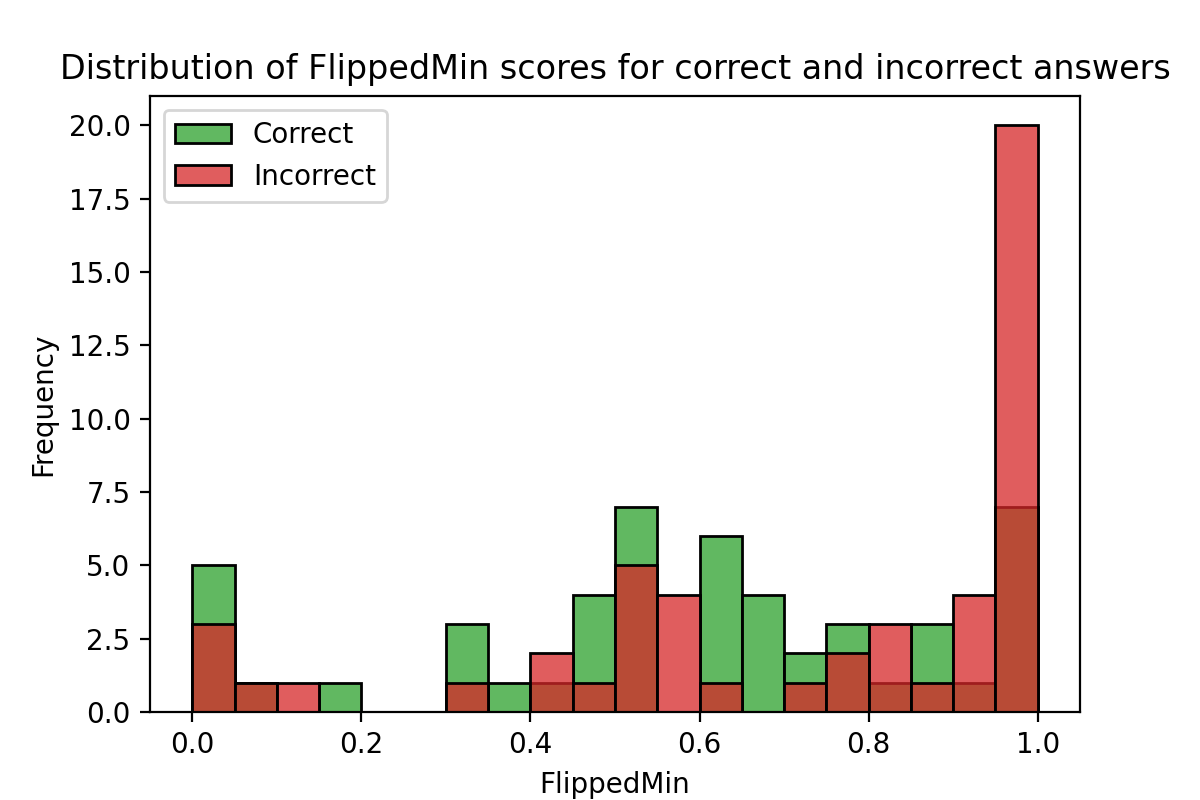 Distribution of FlippedMin scores for correct and incorrect answers
Correct
Incorrect
20.0
17.5
15.0
12.5
10.0
7.5
5.0
2.5
0.0
Frequency
0.0 0.2 0.4 0.6 0.8 1.0
FlippedMin